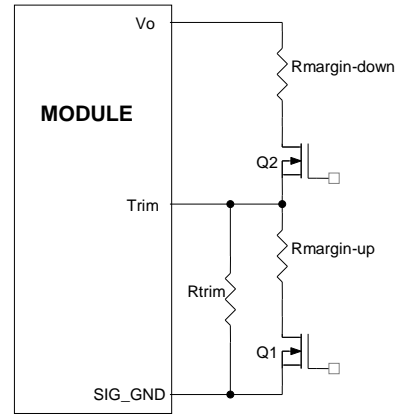 Vo
Rmargin-down
MODULE
Q2
Trim
Rmargin-up
Rtrim
Q1
SIG_GND